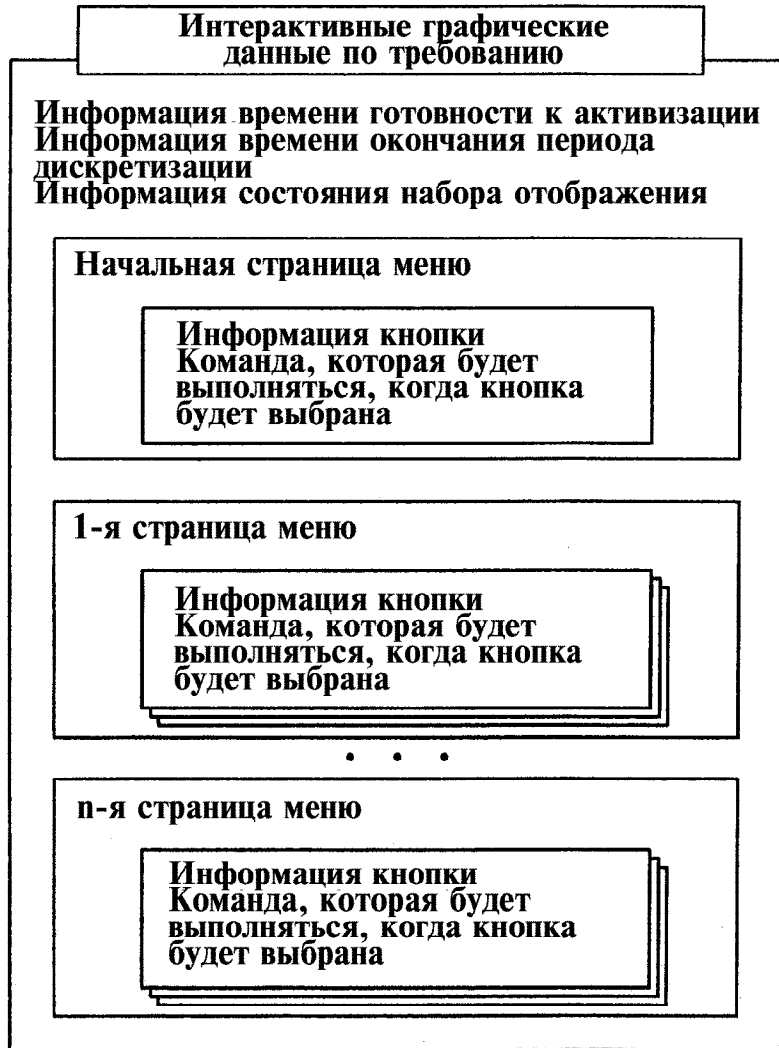 Интерактивные графические
данные по требованию
Информация времени готовности к активизации
Информация времени окончания периода
дискретизации
Информация состояния набора отображения
Начальная страница меню
Информация кнопки
Команда, которая будет
выполняться, когда кнопка
будет выбрана
1-я страница меню
Информация кнопки
Команда, которая будет
выполняться, когда кнопка
будет выбрана
. . .
n-я страница меню
Информация кнопки
Команда, которая будет
выполняться, когда кнопка
будет выбрана